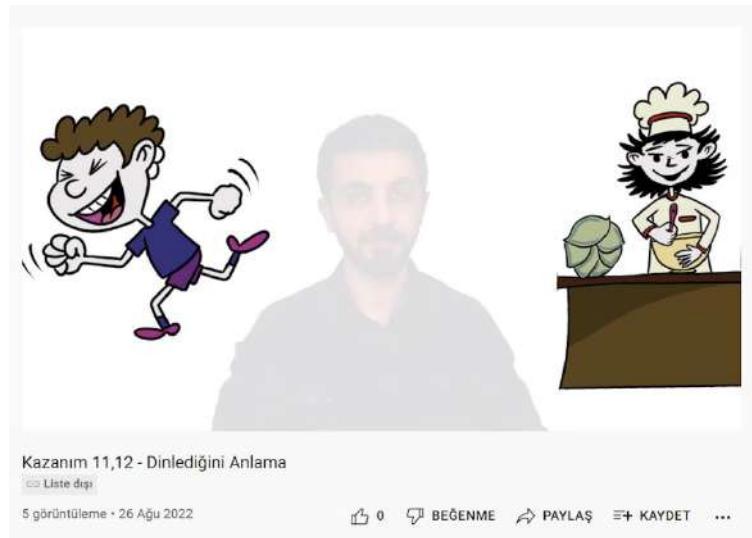 Kazanım 11,12 - Dinlediğini Anlama
Liste dışı
5 görüntüleme • 26 Ağu 2022
0 BEĞENME PAYLAŞ KAYDET